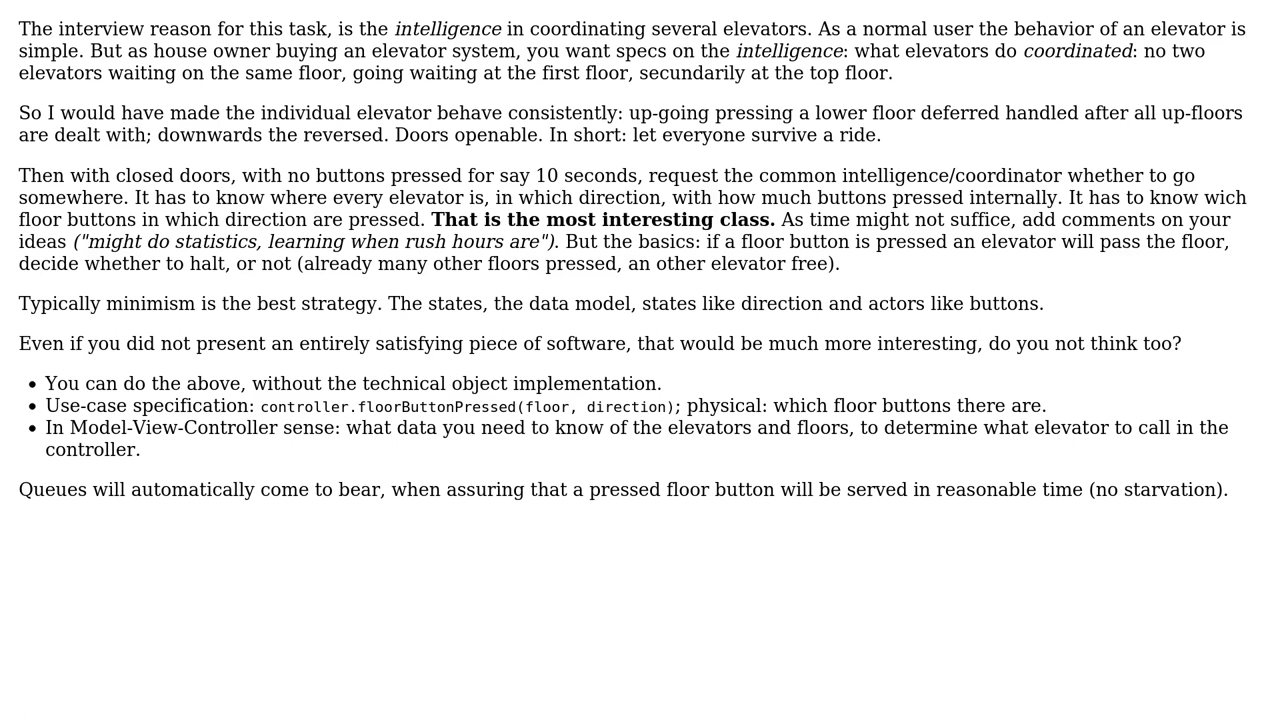 The interview reason for this task, is the intelligence in coordinating several elevators. As a normal user the behavior of an elevator is
simple. But as house owner buying an elevator system, you want specs on the intelligence: what elevators do coordinated: no two
elevators waiting on the same floor, going waiting at the first floor, secundarily at the top floor.
So I would have made the individual elevator behave consistently: up-going pressing a lower floor deferred handled after all up-floors
are dealt with; downwards the reversed. Doors openable. In short: let everyone survive a ride.
Then with closed doors, with no buttons pressed for say 10 seconds, request the common intelligence/coordinator whether to go
somewhere. It has to know where every elevator is, in which direction, with how much buttons pressed internally. It has to know wich
floor buttons in which direction are pressed. That is the most interesting class. As time might not suffice, add comments on your
ideas ("might do statistics, learning when rush hours are"). But the basics: if a floor button is pressed an elevator will pass the floor,
decide whether to halt, or not (already many other floors pressed, an other elevator free).
Typically minimism is the best strategy. The states, the data model, states like direction and actors like buttons.
Even if you did not present an entirely satisfying piece of software, that would be much more interesting, do you not think too?
• You can do the above, without the technical object implementation.
• Use-case specification: controller.floorButtonPressed(floor, direction); physical: which floor buttons there are.
• In Model-View-Controller sense: what data you need to know of the elevators and floors, to determine what elevator to call in the
controller.
Queues will automatically come to bear, when assuring that a pressed floor button will be served in reasonable time (no starvation).